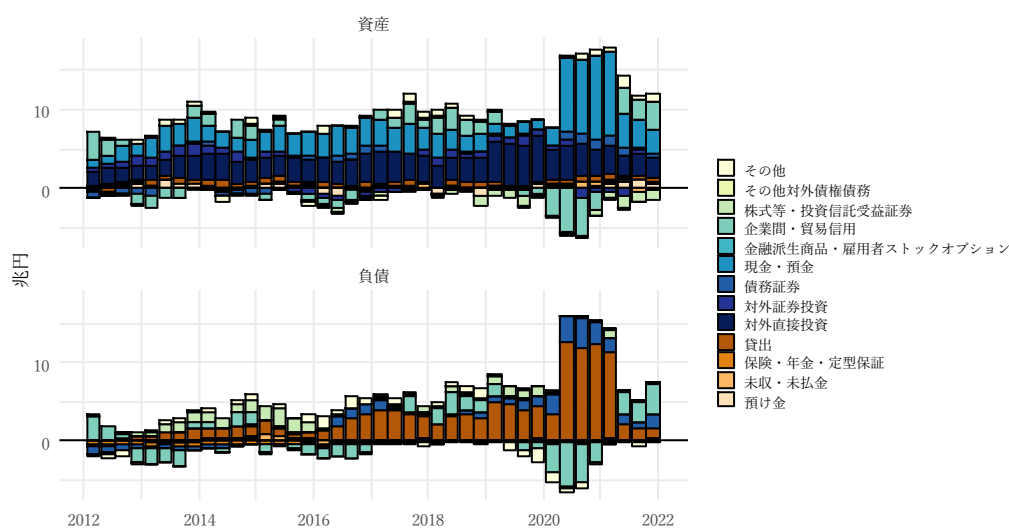 資産
10
0
兆円
負債
10
0
2012 2014 2016 2018 2020 2022
その他
その他対外債権債務
株式等・投資信託受益証券
企業間・貿易信用
金融派生商品・雇用者ストックオプション
現金・預金
債務証券
対外証券投資
対外直接投資
貸出
保険・年金・定型保証
未収・未払金
預け金